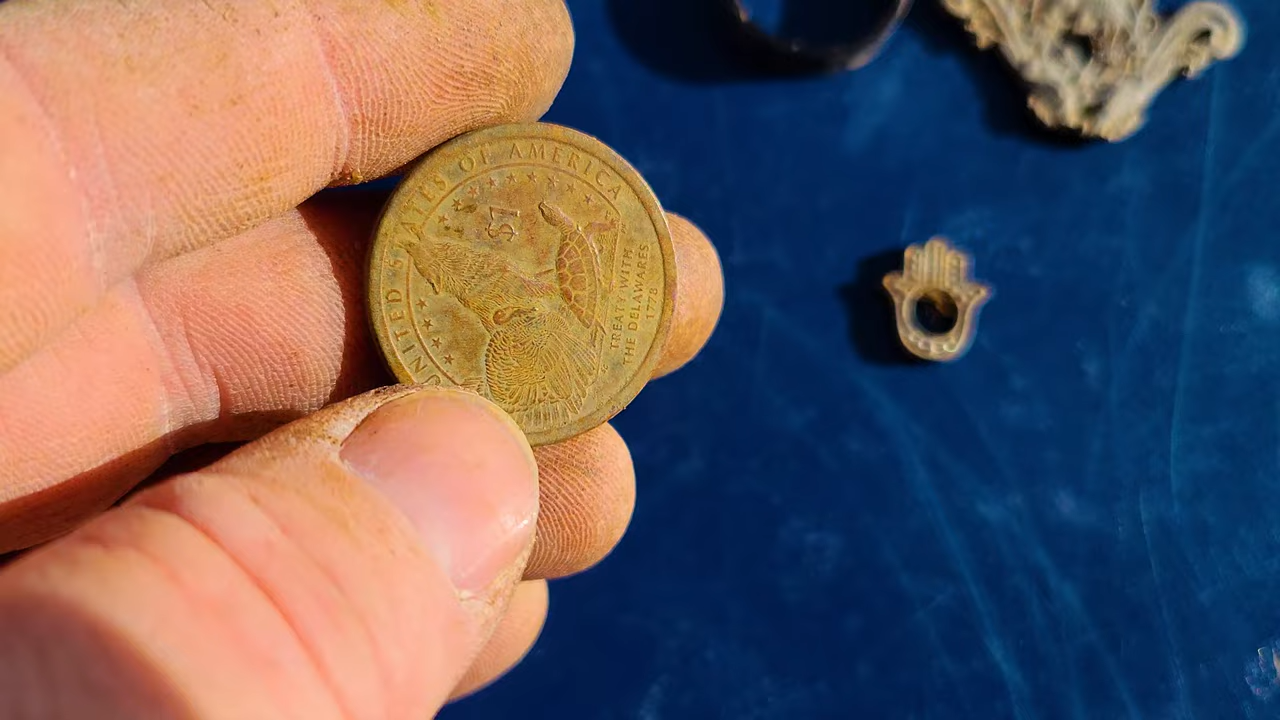 UNITED STATES OF AMERICA
$1
TREATY WITH
THE DELAWARES
1778